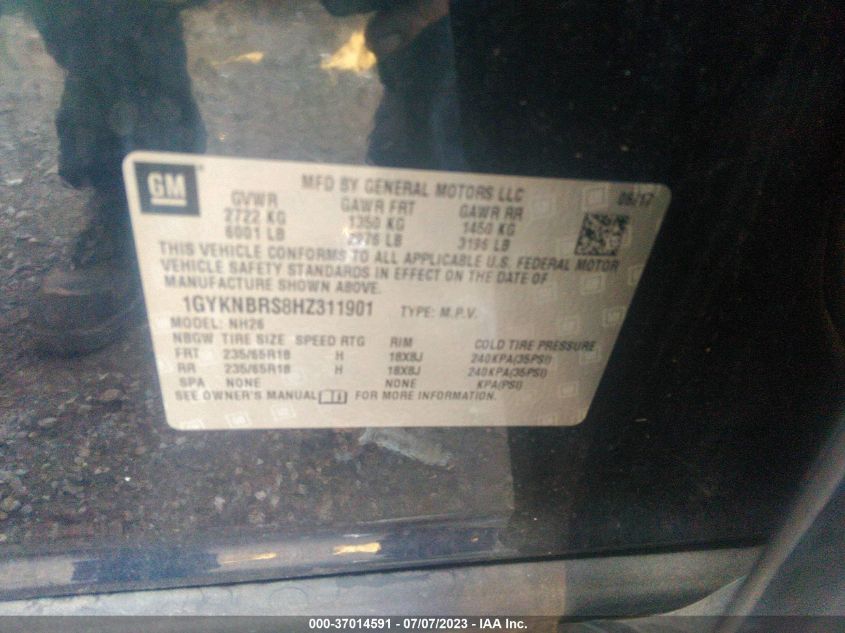 GM
MFD BY GENERAL MOTORS LLC 06/17
GVWR GAWR FRT GAWR RR
2722 KG 1350 KG 1450 KG
6001 LB 2976 LB 3196 LB
THIS VEHICLE CONFORMS TO ALL APPLICABLE U.S. FEDERAL MOTOR
VEHICLE SAFETY STANDARDS IN EFFECT ON THE DATE OF
MANUFACTURE SHOWN ABOVE.
1GYKNBRS8HZ311901 TYPE: M.P.V.
MODEL: NH26
NBGW TIRE SIZE SPEED RTG RIM COLD TIRE PRESSURE
FRT 235/65R18 H 18X8J 240KPA(35PSI)
RR 235/65R18 H 18X8J 240KPA(35PSI)
SPA NONE NONE KPA(PSI)
SEE OWNER'S MANUAL FOR MORE INFORMATION.
000-37014591 - 07/07/2023 - IAA Inc.